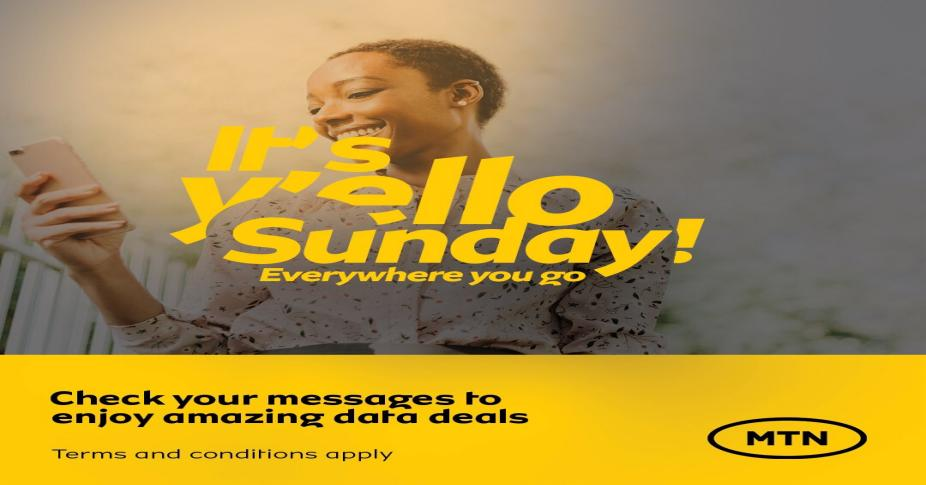 It's
y'ello
Sunday!
Everywhere you go
Check your messages to
enjoy amazing data deals
Terms and conditions apply
MTN